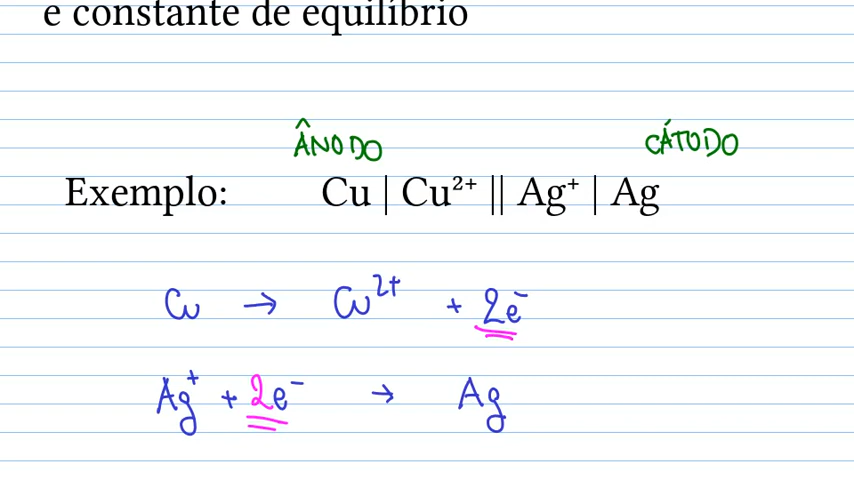 e constante de equilíbrio
ÂNODO CÁTODO
Exemplo: Cu | Cu²⁺ || Ag⁺ | Ag
Cu → Cu²⁺ + 2e⁻
Ag⁺ + 2e⁻ → Ag